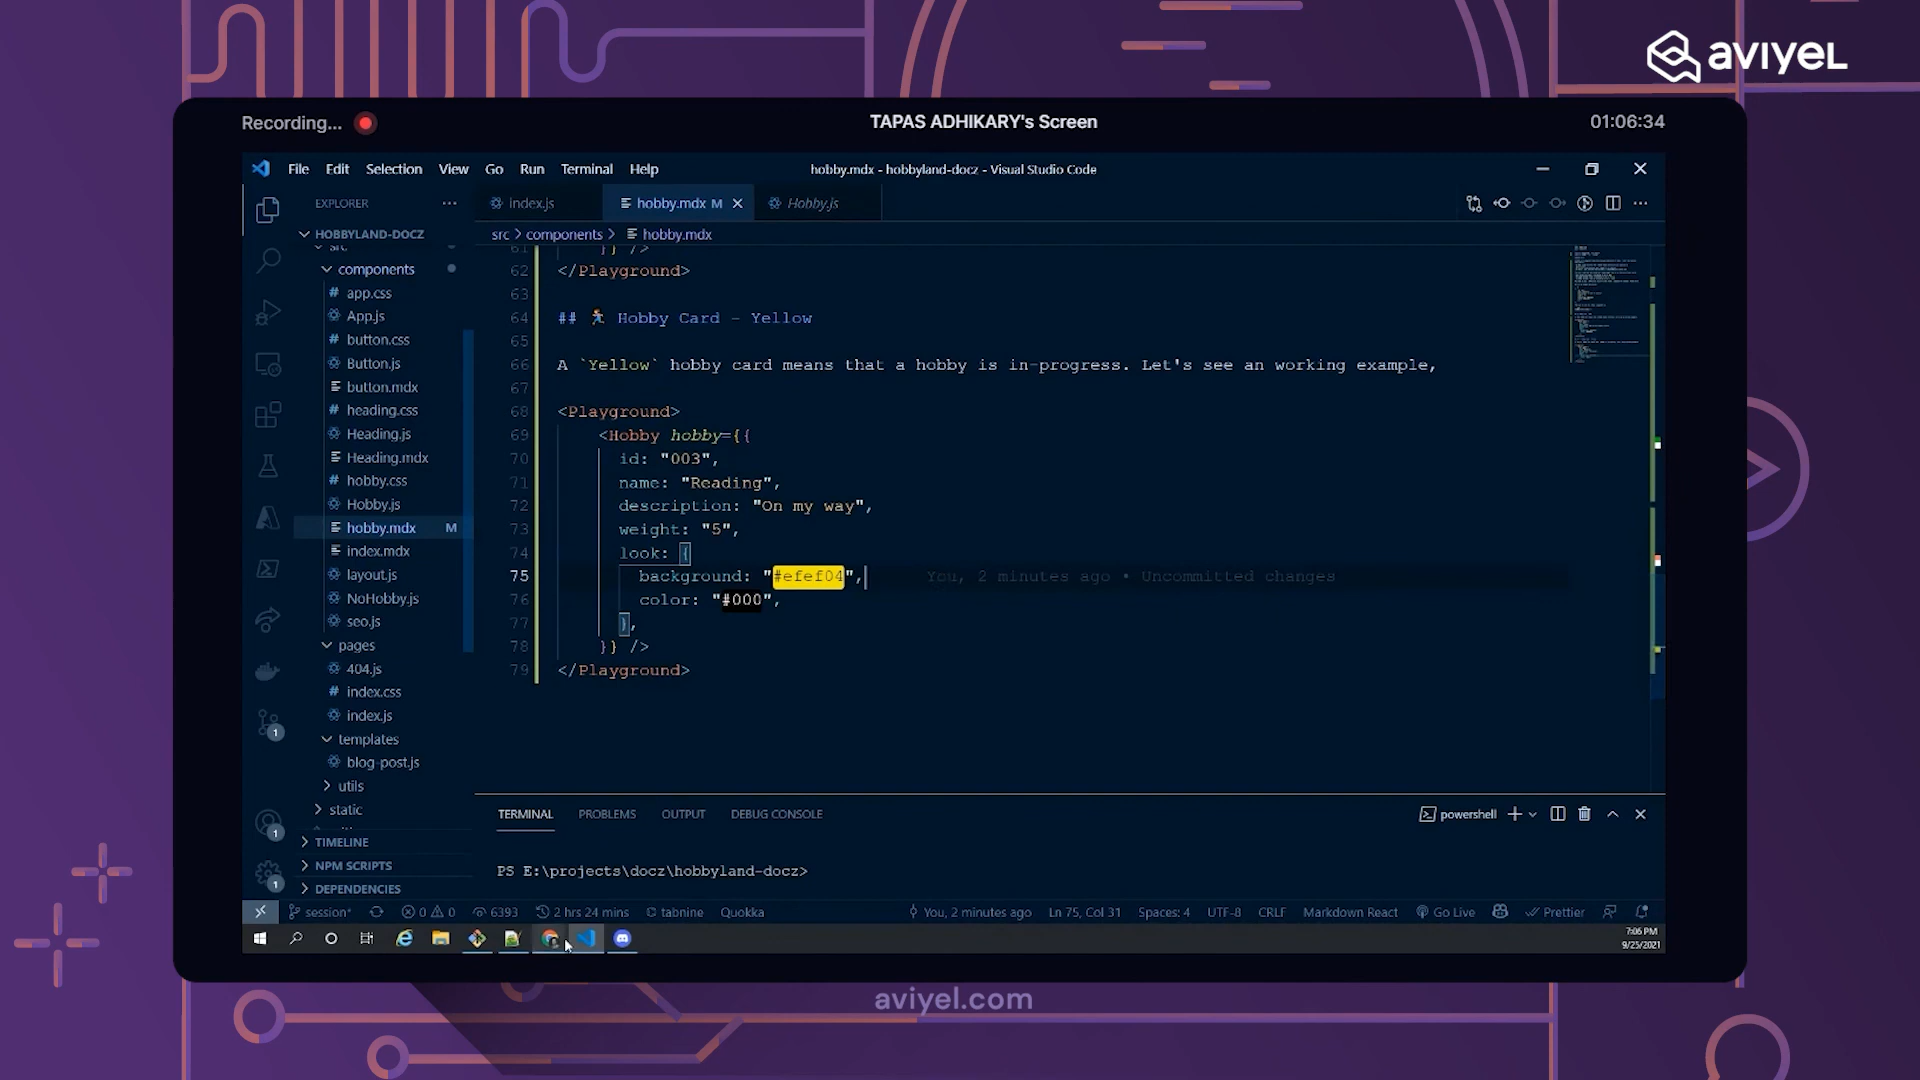 aviyel
Recording...
TAPAS ADHIKARY's Screen
01:06:34
File Edit Selection View Go Run Terminal Help
hobby.mdx - hobbyland-docz - Visual Studio Code
EXPLORER
index.js
hobby.mdx M
Hobby.js
HOBBYLAND-DOCZ
src > components > hobby.mdx
src
components
app.css
App.js
button.css
Button.js
button.mdx
heading.css
Heading.js
Heading.mdx
hobby.css
Hobby.js
hobby.mdx M
index.mdx
layout.js
NoHobby.js
seo.js
pages
404.js
index.css
index.js
templates
blog-post.js
utils
static
TIMELINE
NPM SCRIPTS
DEPENDENCIES
61 }} />
62 </Playground>
63
64 ## 🏃 Hobby Card - Yellow
65
66 A `Yellow` hobby card means that a hobby is in-progress. Let's see an working example,
67
68 <Playground>
69 <Hobby hobby={{
70 id: "003",
71 name: "Reading",
72 description: "On my way",
73 weight: "5",
74 look: {
75 background: "#efef04", You, 2 minutes ago • Uncommitted changes
76 color: "#000",
77 },
78 }} />
79 </Playground>
TERMINAL PROBLEMS OUTPUT DEBUG CONSOLE
powershell
PS E:\projects\docz\hobbyland-docz>
1
1
1
session* 0 0 6393 2 hrs 24 mins tabnine Quokka
You, 2 minutes ago Ln 75, Col 31 Spaces: 4 UTF-8 CRLF Markdown React Go Live Prettier
7:06 PM
9/25/2021
aviyel.com